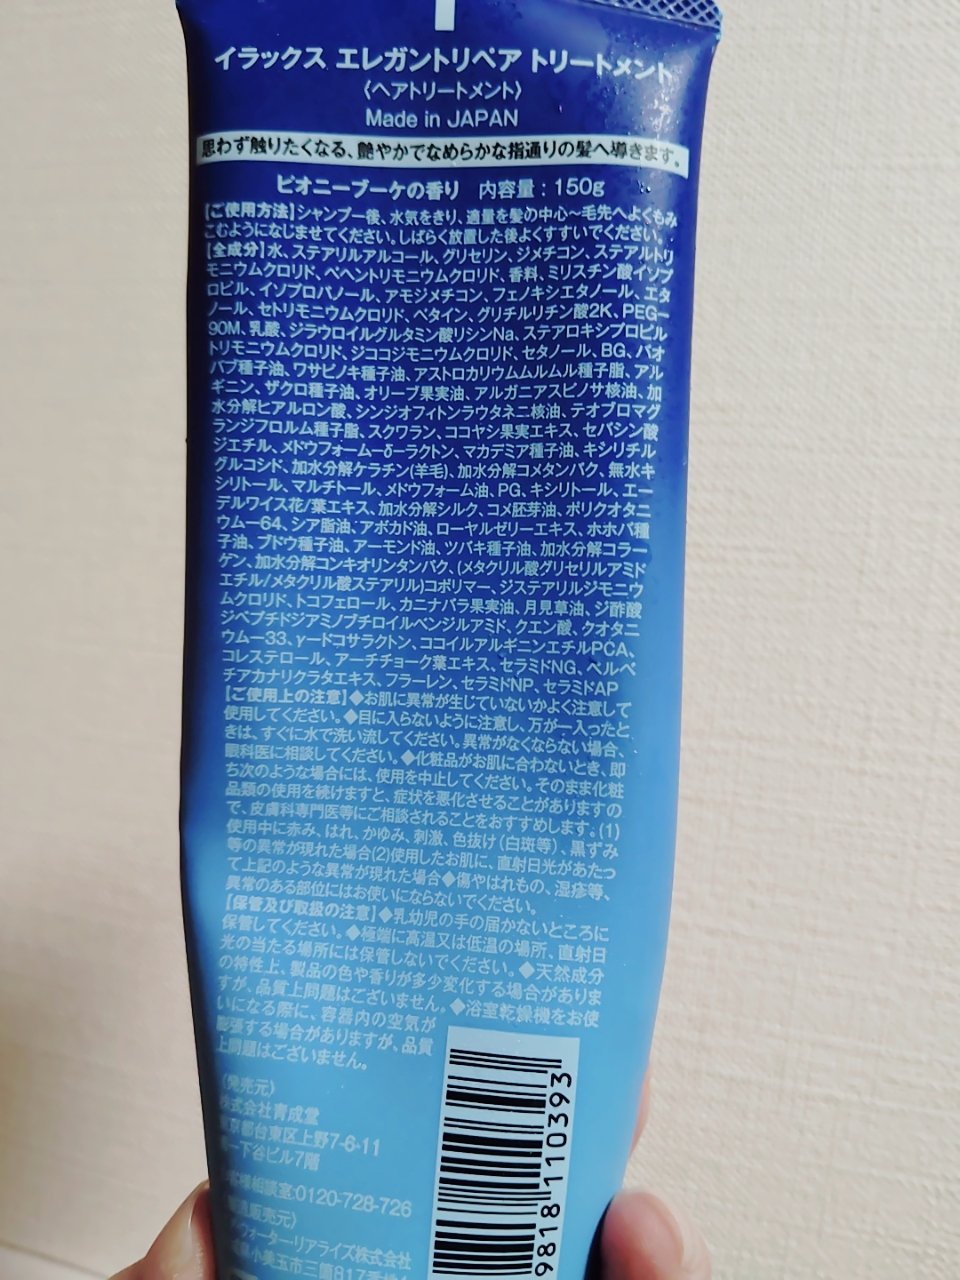 イラックス エレガントリペア トリートメント
〈ヘアトリートメント〉
Made in JAPAN
思わず触りたくなる、艶やかでなめらかな指通りの髪へ導きます。
ピオニーブーケの香り 内容量：150g
【ご使用方法】シャンプー後、水気をきり、適量を髪の中心〜毛先へよくもみ
こむようになじませてください。しばらく放置した後よくすすいでください。
【全成分】水、ステアリルアルコール、グリセリン、ジメチコン、ステアルトリ
モニウムクロリド、ベヘントリモニウムクロリド、香料、ミリスチン酸イソプ
ロピル、イソプロパノール、アモジメチコン、フェノキシエタノール、エタ
ノール、セトリモニウムクロリド、ベタイン、グリチルリチン酸2K、PEG-
90M、乳酸、ジラウロイルグルタミン酸リシンNa、ステアロキシプロピル
トリモニウムクロリド、ジココジモニウムクロリド、セタノール、BG、バオ
バブ種子油、ワサビノキ種子油、アストロカリウムムルムル種子脂、アル
ギニン、ザクロ種子油、オリーブ果実油、アルガニアスピノサ核油、加
水分解ヒアルロン酸、シンジオフィトンラウタネニ核油、テオブロマグ
ランジフロルム種子脂、スクワラン、ココヤシ果実エキス、セバシン酸
ジエチル、メドウフォーム-δ-ラクトン、マカデミア種子油、キシリチル
グルコシド、加水分解ケラチン(羊毛)、加水分解コメタンパク、無水キ
シリトール、マルチトール、メドウフォーム油、PG、キシリトール、エー
デルワイス花/葉エキス、加水分解シルク、コメ胚芽油、ポリクオタニ
ウム-64、シア脂油、アボカド油、ローヤルゼリーエキス、ホホバ種
子油、ブドウ種子油、アーモンド油、ツバキ種子油、加水分解コラー
ゲン、加水分解コンキオリンタンパク、(メタクリル酸グリセリルアミド
エチル/メタクリル酸ステアリル)コポリマー、ジステアリルジモニウ
ムクロリド、トコフェロール、カニナバラ果実油、月見草油、ジ酢酸
ジペプチドジアミノブチロイルベンジルアミド、クエン酸、クオタニ
ウム-33、γ-ドコサラクトン、ココイルアルギニンエチルPCA、
コレステロール、アーチチョーク葉エキス、セラミドNG、ペルベ
チアカナリクラタエキス、フラーレン、セラミドNP、セラミドAP
【ご使用上の注意】◆お肌に異常が生じていないかよく注意して
使用してください。◆目に入らないように注意し、万が一入ったと
きは、すぐに水で洗い流してください。異常がなくならない場合、
眼科医に相談してください。◆化粧品がお肌に合わないとき、即
ち次のような場合には、使用を中止してください。そのまま化粧
品類の使用を続けますと、症状を悪化させることがありますの
で、皮膚科専門医等にご相談されることをおすすめします。(1)
使用中に赤み、はれ、かゆみ、刺激、色抜け(白斑等)、黒ずみ
等の異常が現れた場合(2)使用したお肌に、直射日光があたっ
て上記のような異常が現れた場合◆傷やはれもの、湿疹等、
異常のある部位にはお使いにならないでください。
【保管及び取扱の注意】◆乳幼児の手の届かないところに
保管してください。◆極端に高温又は低温の場所、直射日
光の当たる場所には保管しないでください。◆天然成分
の特性上、製品の色や香りが多少変化する場合がありま
すが、品質上問題はございません。◆浴室乾燥機をお使
いになる際に、容器内の空気が
膨張する場合がありますが、品質
上問題はございません。
〈発売元〉
株式会社育成堂
東京都台東区上野7-6-11
第一下谷ビル7階
お客様相談室:0120-728-726
販売元〉
ウォーター・リアライズ株式会社
小美玉市三箇817番地
9818110393